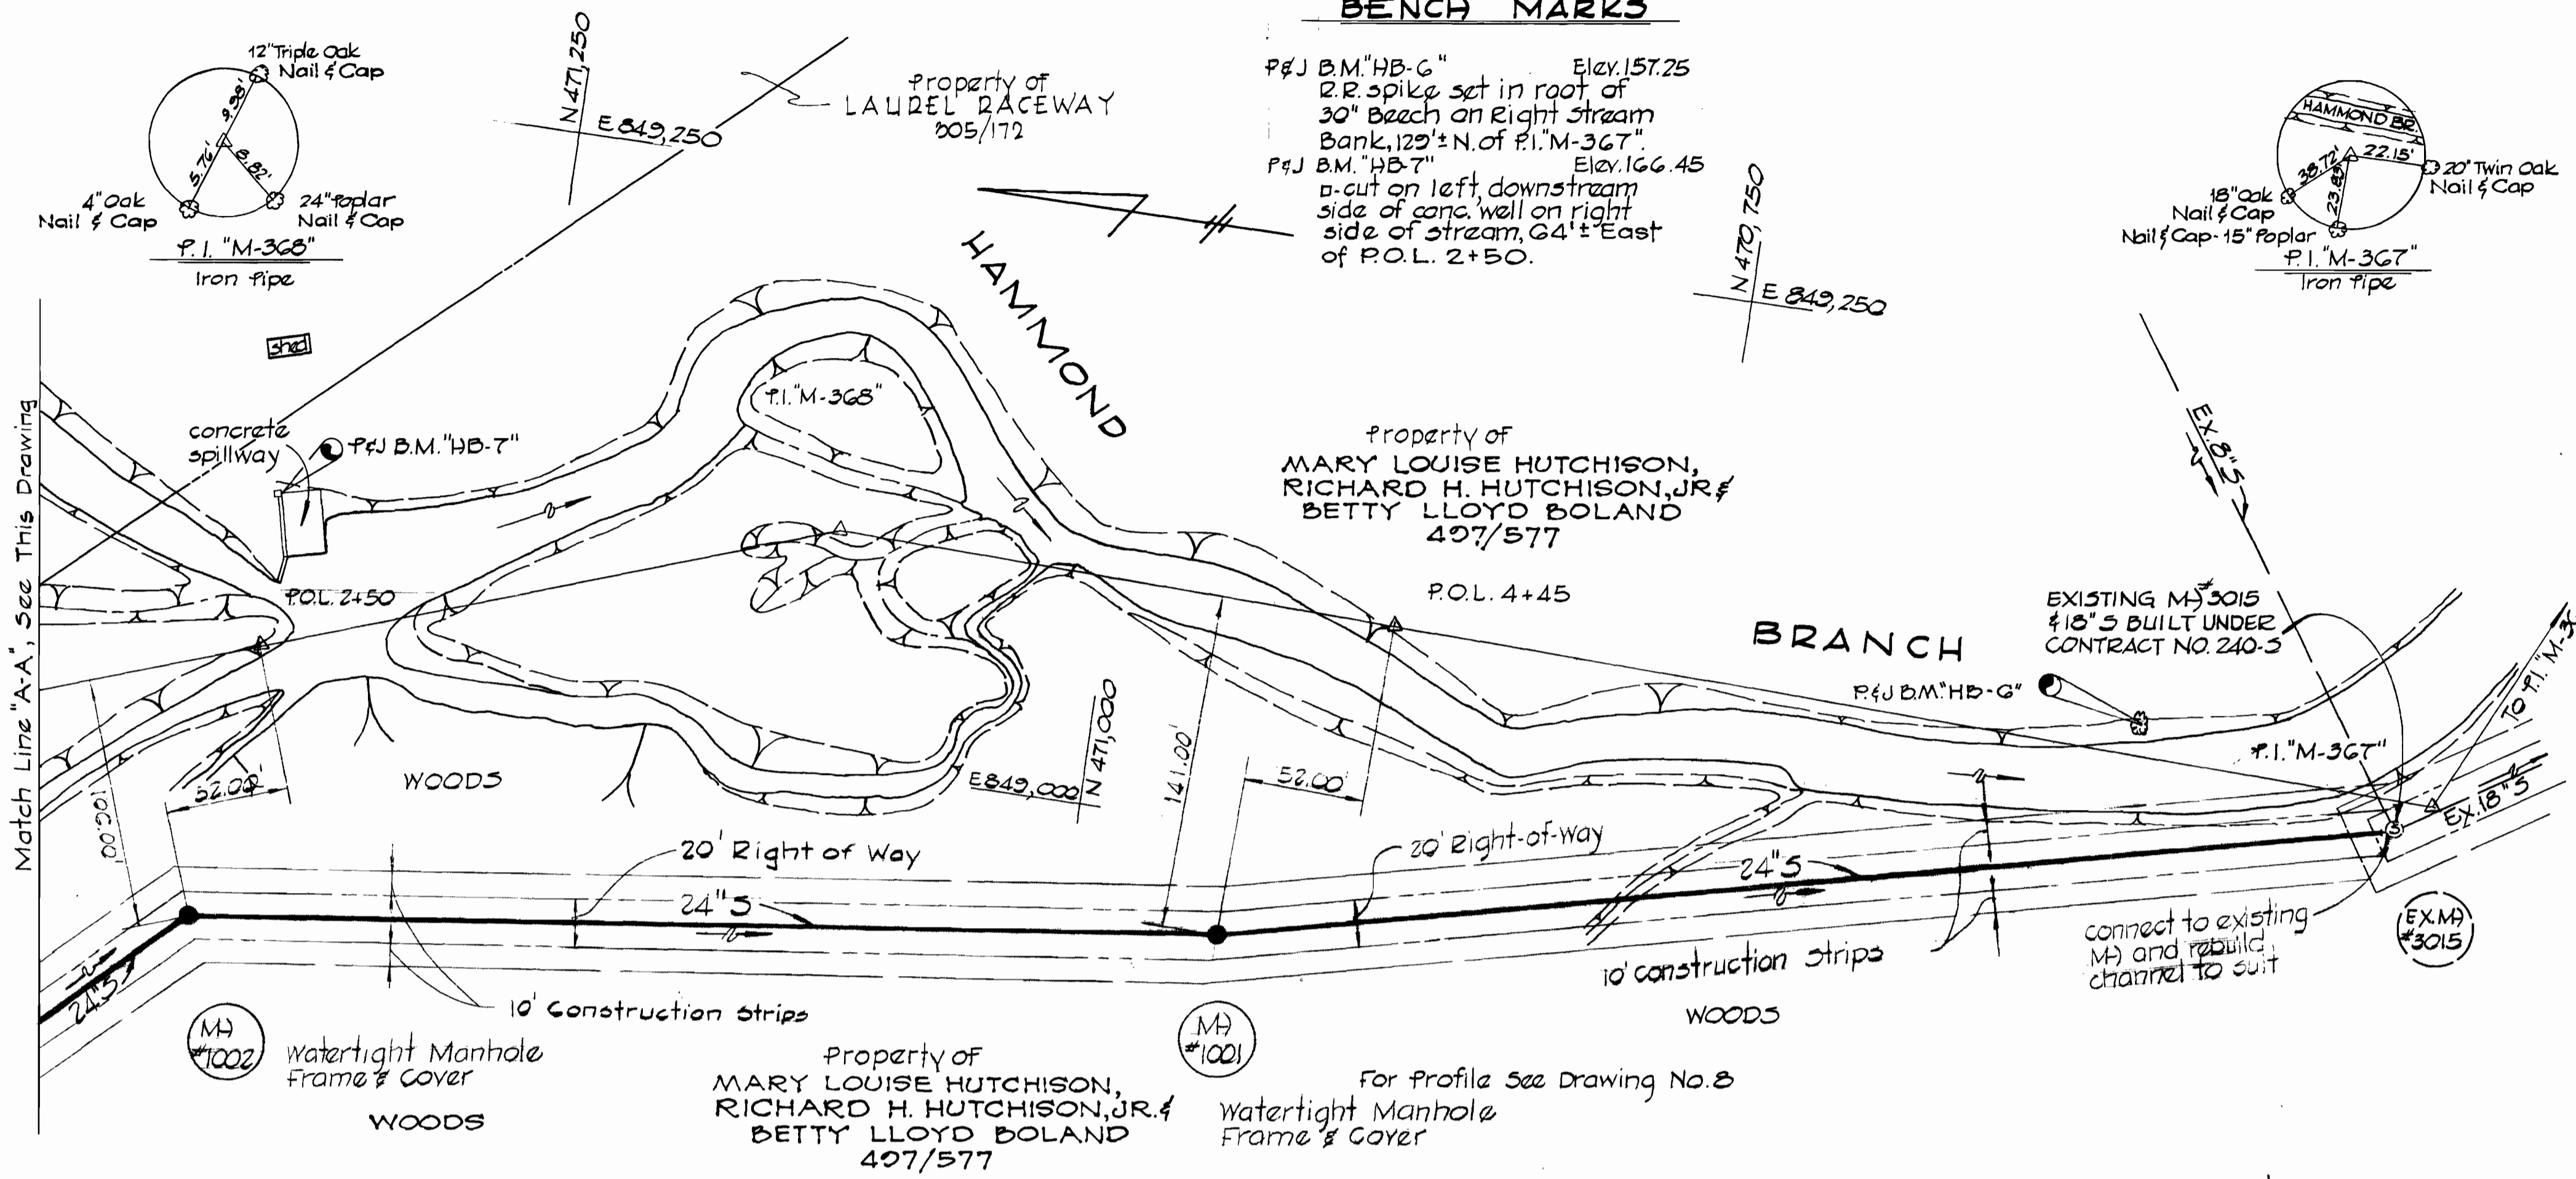 BENCH MARKS
P&J B.M."HB-6" Elev.157.25
R.R. spike set in root of
30" Beech on Right Stream
Bank, 129'± N. of P.I."M-367".
P&J B.M. "HB-7" Elev.166.45
□-cut on left, downstream
side of conc. well on right
side of stream, 64'± East
of P.O.L. 2+50.
12" Triple Oak
Nail & Cap
9.98'
5.76'
8.82'
4" Oak
Nail & Cap
24" Poplar
Nail & Cap
P.I. "M-368"
Iron Pipe
N 471,250
E 849,250
Property of
LAUREL RACEWAY
305/172
N 470,750
E 849,250
HAMMOND BR.
38.72'
22.15'
23.83'
20" Twin Oak
Nail & Cap
18" Oak
Nail & Cap
Nail & Cap - 15" Poplar
P.I. "M-367"
Iron Pipe
Match Line "A-A", See This Drawing
shed
concrete
spillway
P&J B.M. "HB-7"
P.I. "M-368"
HAMMOND
Property of
MARY LOUISE HUTCHISON,
RICHARD H. HUTCHISON, JR. &
BETTY LLOYD BOLAND
497/577
EX. 8" S
P.O.L. 2+50
P.O.L. 4+45
BRANCH
EXISTING MH #3015
& 18" S BUILT UNDER
CONTRACT NO. 240-S
P&J B.M. "HB-6"
P.I. "M-367"
TO P.I. "M-3
EX. 18" S
106.00'
52.00'
WOODS
E 849,000
N 471,000
141.00'
52.00'
20' Right of Way
24" S
20' Right-of-Way
24" S
24" S
10' Construction Strips
10' Construction Strips
WOODS
connect to existing
MH and rebuild
channel to suit
EX. MH
#3015
MH
#1002
Watertight Manhole
Frame & Cover
WOODS
Property of
MARY LOUISE HUTCHISON,
RICHARD H. HUTCHISON, JR. &
BETTY LLOYD BOLAND
497/577
MH
#1001
For Profile See Drawing No. 8
Watertight Manhole
Frame & Cover